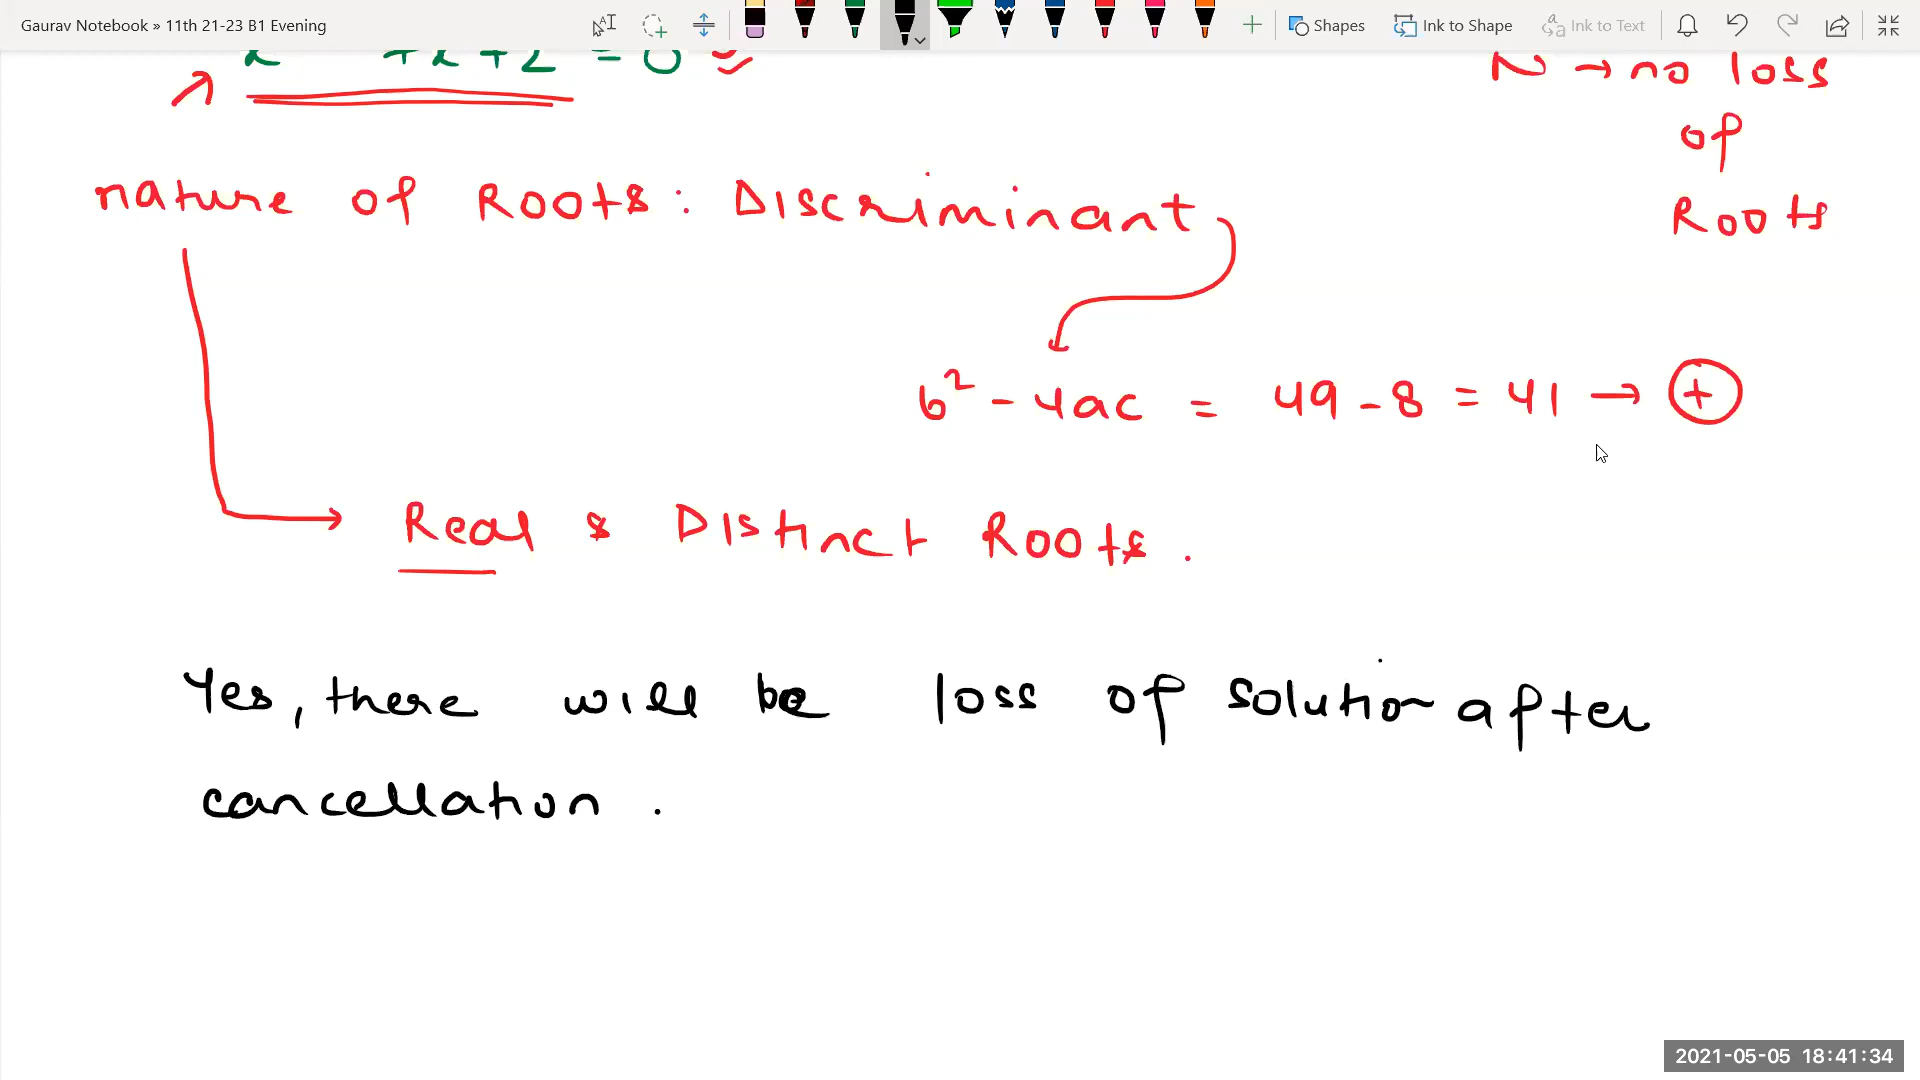 Gaurav Notebook » 11th 21-23 B1 Evening
Shapes
Ink to Shape
Ink to Text
+ 2 = 0
N → no loss
of
Roots
nature of Roots : Discriminant
b² - 4ac = 49 - 8 = 41 → +
Real & Distinct Roots .
Yes, there will be loss of solution after
cancellation .
2021-05-05 18:41:34